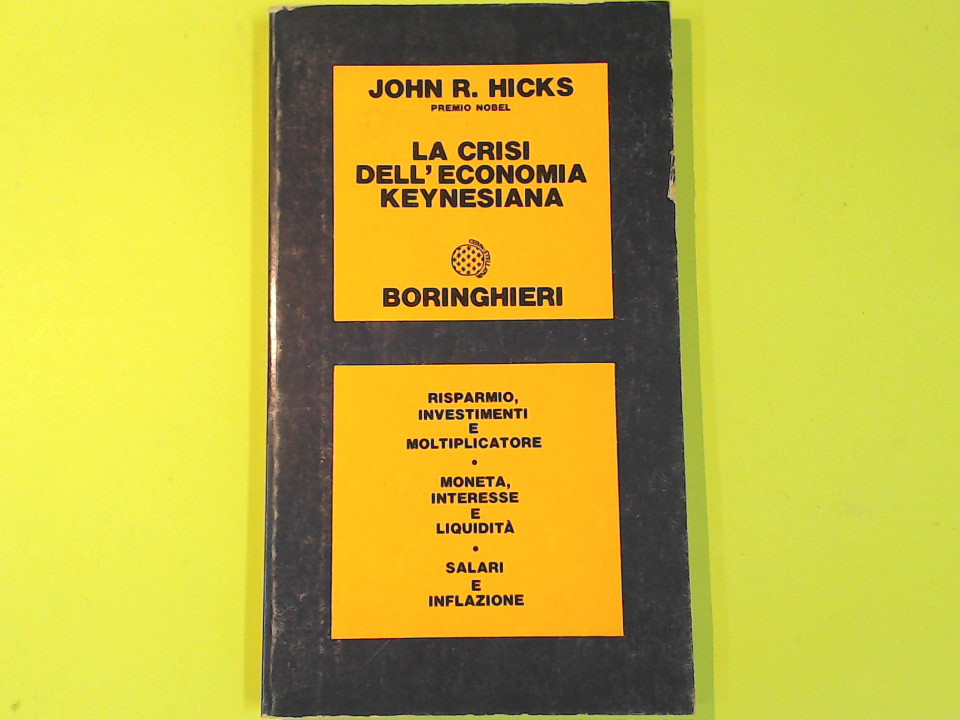 JOHN R. HICKS
PREMIO NOBEL
LA CRISI
DELL'ECONOMIA
KEYNESIANA
BORINGHIERI
RISPARMIO,
INVESTIMENTI
E
MOLTIPLICATORE
•
MONETA,
INTERESSE
E
LIQUIDITÀ
•
SALARI
E
INFLAZIONE